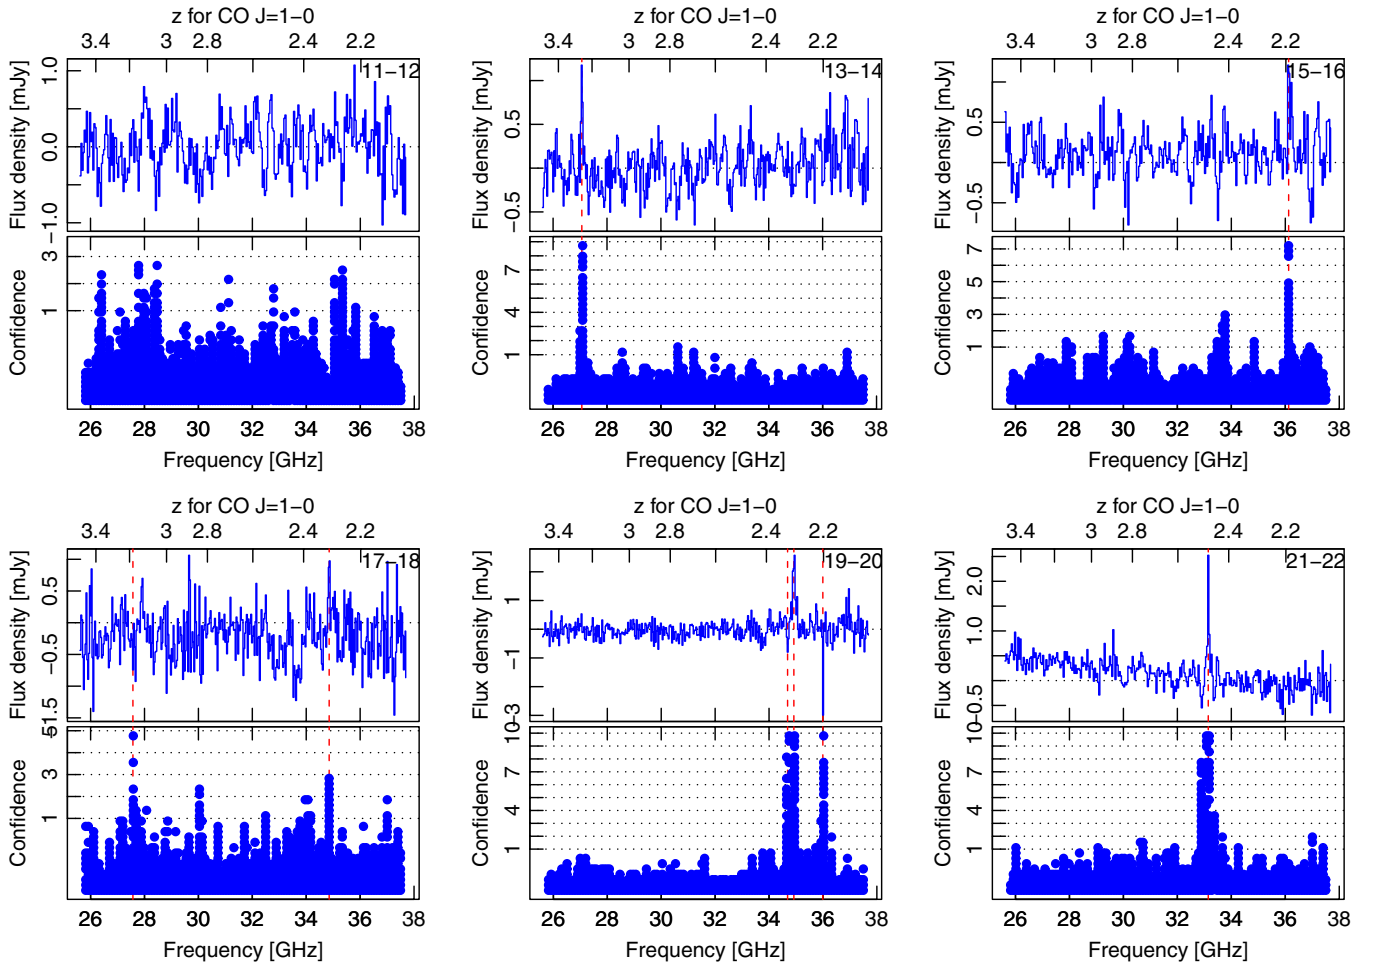 z for CO J=1−0
z for CO J=1−0
z for CO J=1−0
3.4 3 2.8 2.4 2.2
3.4 3 2.8 2.4 2.2
3.4 3 2.8 2.4 2.2
Flux density [mJy]
1.0
0.0
−1.0
11−12
Flux density [mJy]
0.5
−0.5
13−14
Flux density [mJy]
0.5
−0.5
15−16
Confidence
3
1
Confidence
7
4
1
Confidence
7
5
3
1
26 28 30 32 34 36 38
26 28 30 32 34 36 38
26 28 30 32 34 36 38
Frequency [GHz]
Frequency [GHz]
Frequency [GHz]
z for CO J=1−0
z for CO J=1−0
z for CO J=1−0
3.4 3 2.8 2.4 2.2
3.4 3 2.8 2.4 2.2
3.4 3 2.8 2.4 2.2
Flux density [mJy]
0.5
−0.5
−1.5
17−18
Flux density [mJy]
1
−1
−3
19−20
Flux density [mJy]
2.0
1.0
−0.5
21−22
Confidence
5
3
1
Confidence
10
7
4
1
Confidence
10
7
4
1
26 28 30 32 34 36 38
26 28 30 32 34 36 38
26 28 30 32 34 36 38
Frequency [GHz]
Frequency [GHz]
Frequency [GHz]